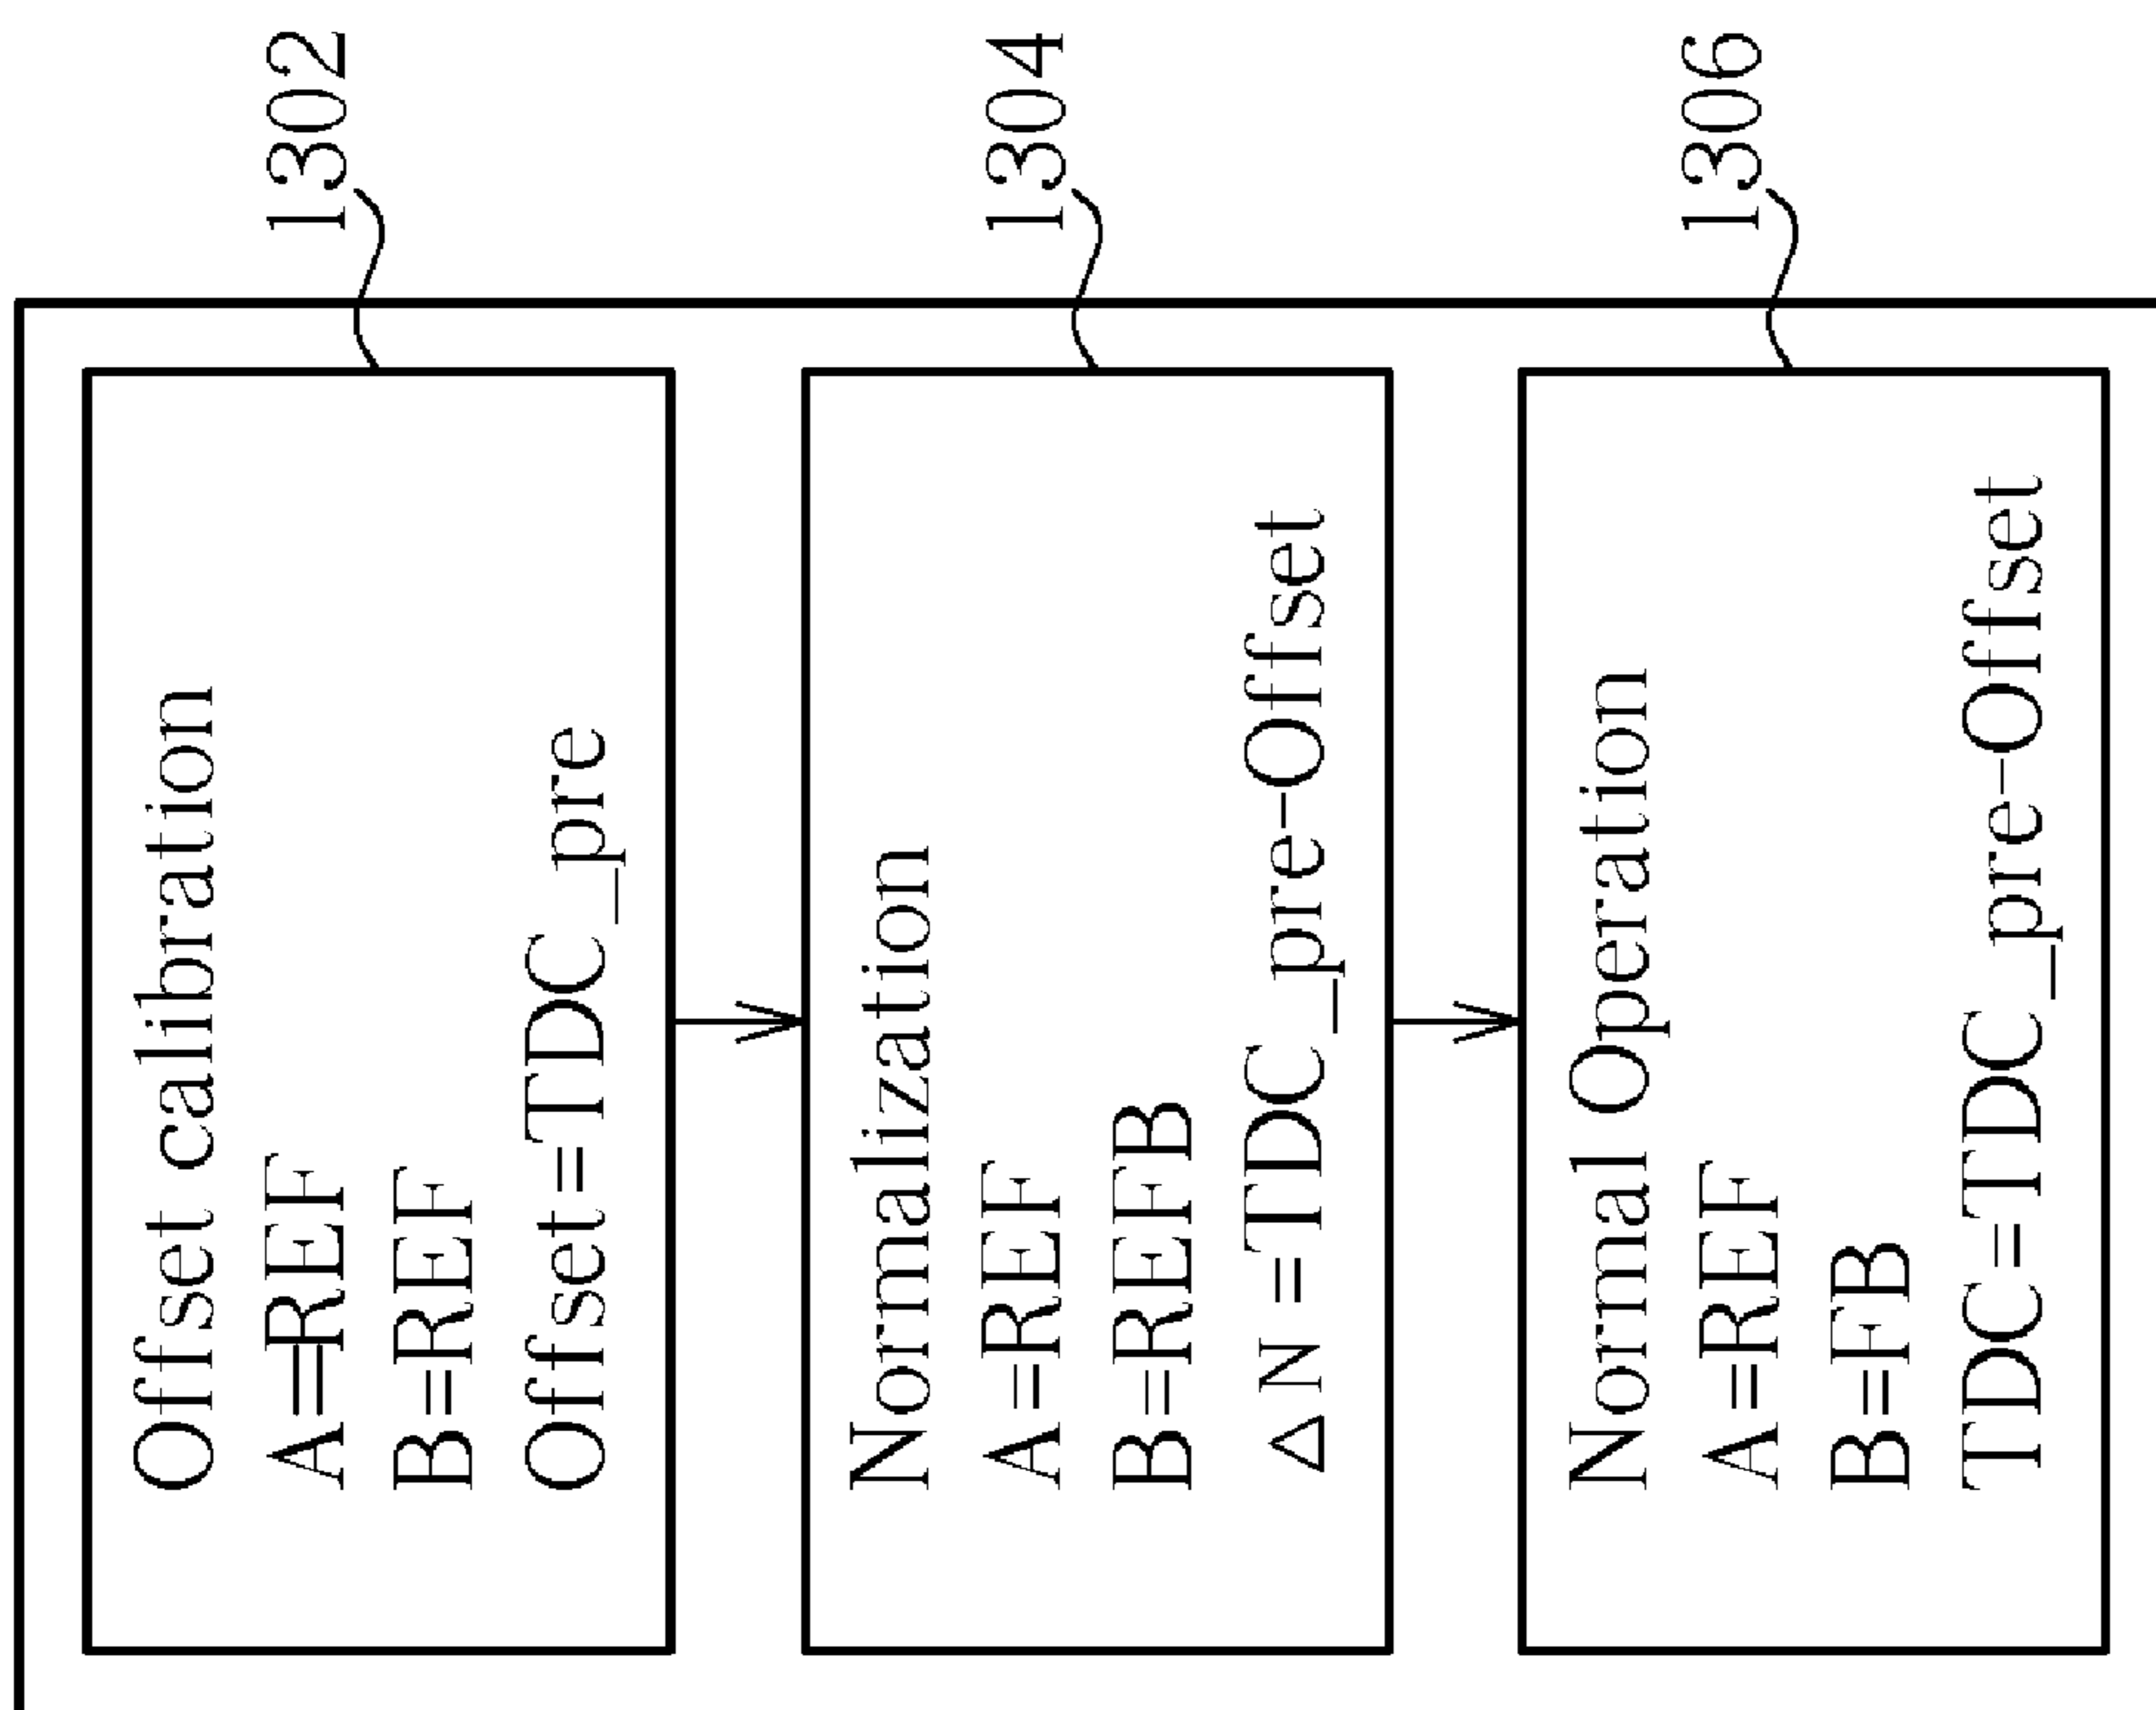 1302
Offset calibration
A=REF
B=REF
Offset=TDC_pre
1304
Normalization
A=REF
B=REFB
△N=TDC_pre-Offset
1306
Normal Operation
A=REF
B=FB
TDC=TDC_pre-Offset